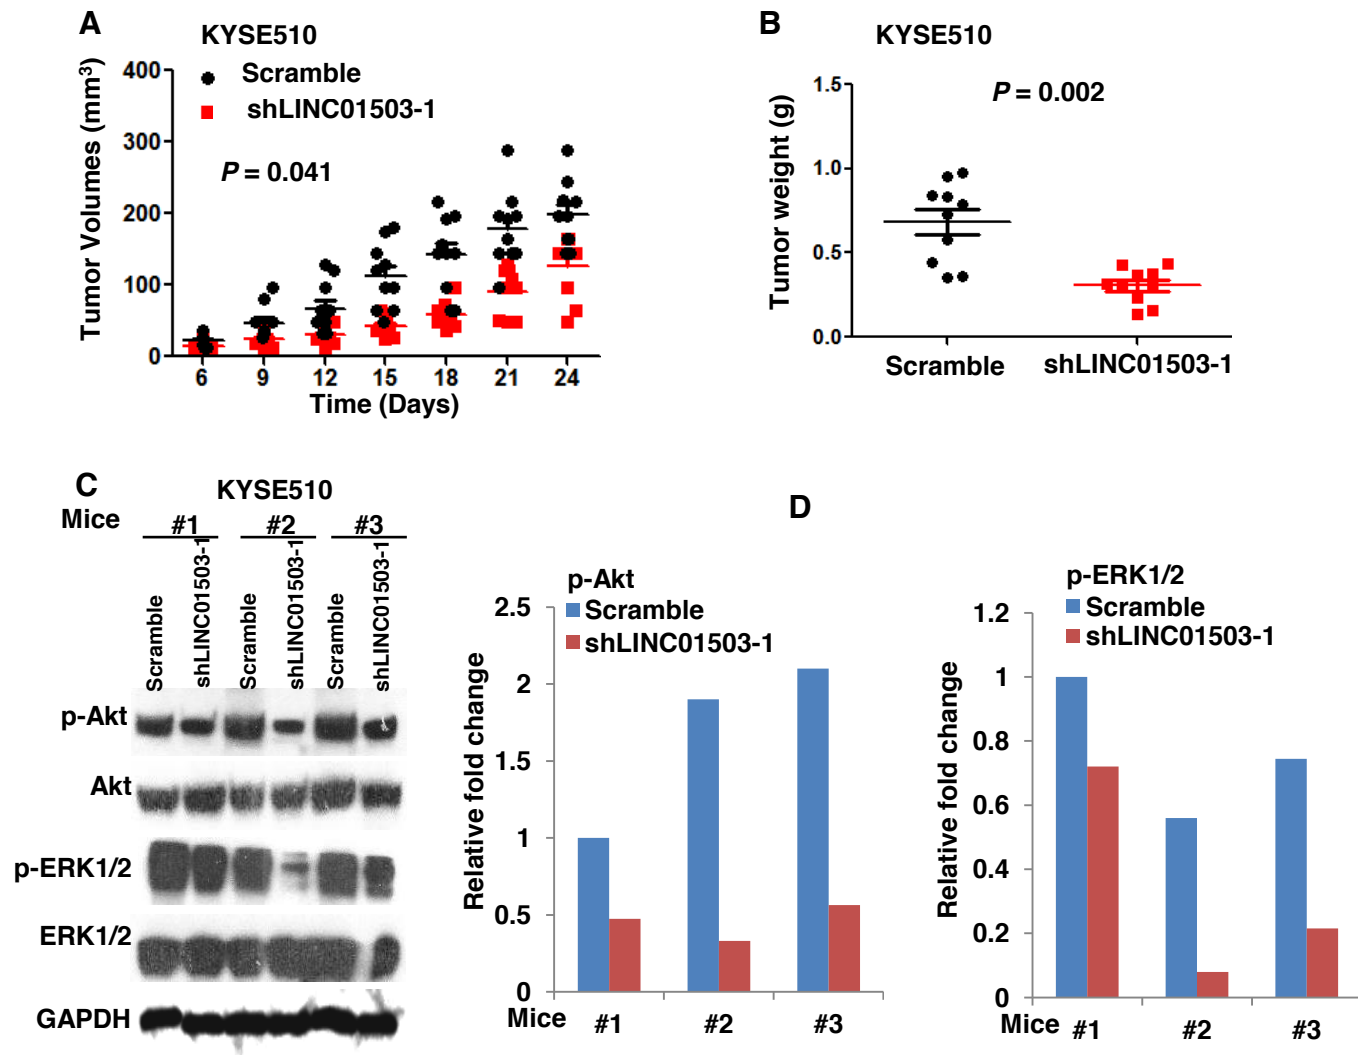 A
KYSE510
Scramble
shLINC01503-1
P = 0.041
Tumor Volumes (mm³)
400
300
200
100
0
6 9 12 15 18 21 24
Time (Days)
B
KYSE510
P = 0.002
Tumor weight (g)
1.5
1.0
0.5
0.0
Scramble shLINC01503-1
C
KYSE510
Mice #1 #2 #3
Scramble
shLINC01503-1
Scramble
shLINC01503-1
Scramble
shLINC01503-1
p-Akt
Akt
p-ERK1/2
ERK1/2
GAPDH
D
p-Akt
Scramble
shLINC01503-1
Relative fold change
2.5
2
1.5
1
0.5
0
Mice #1 #2 #3
p-ERK1/2
Scramble
shLINC01503-1
Relative fold change
1.2
1
0.8
0.6
0.4
0.2
0
Mice #1 #2 #3